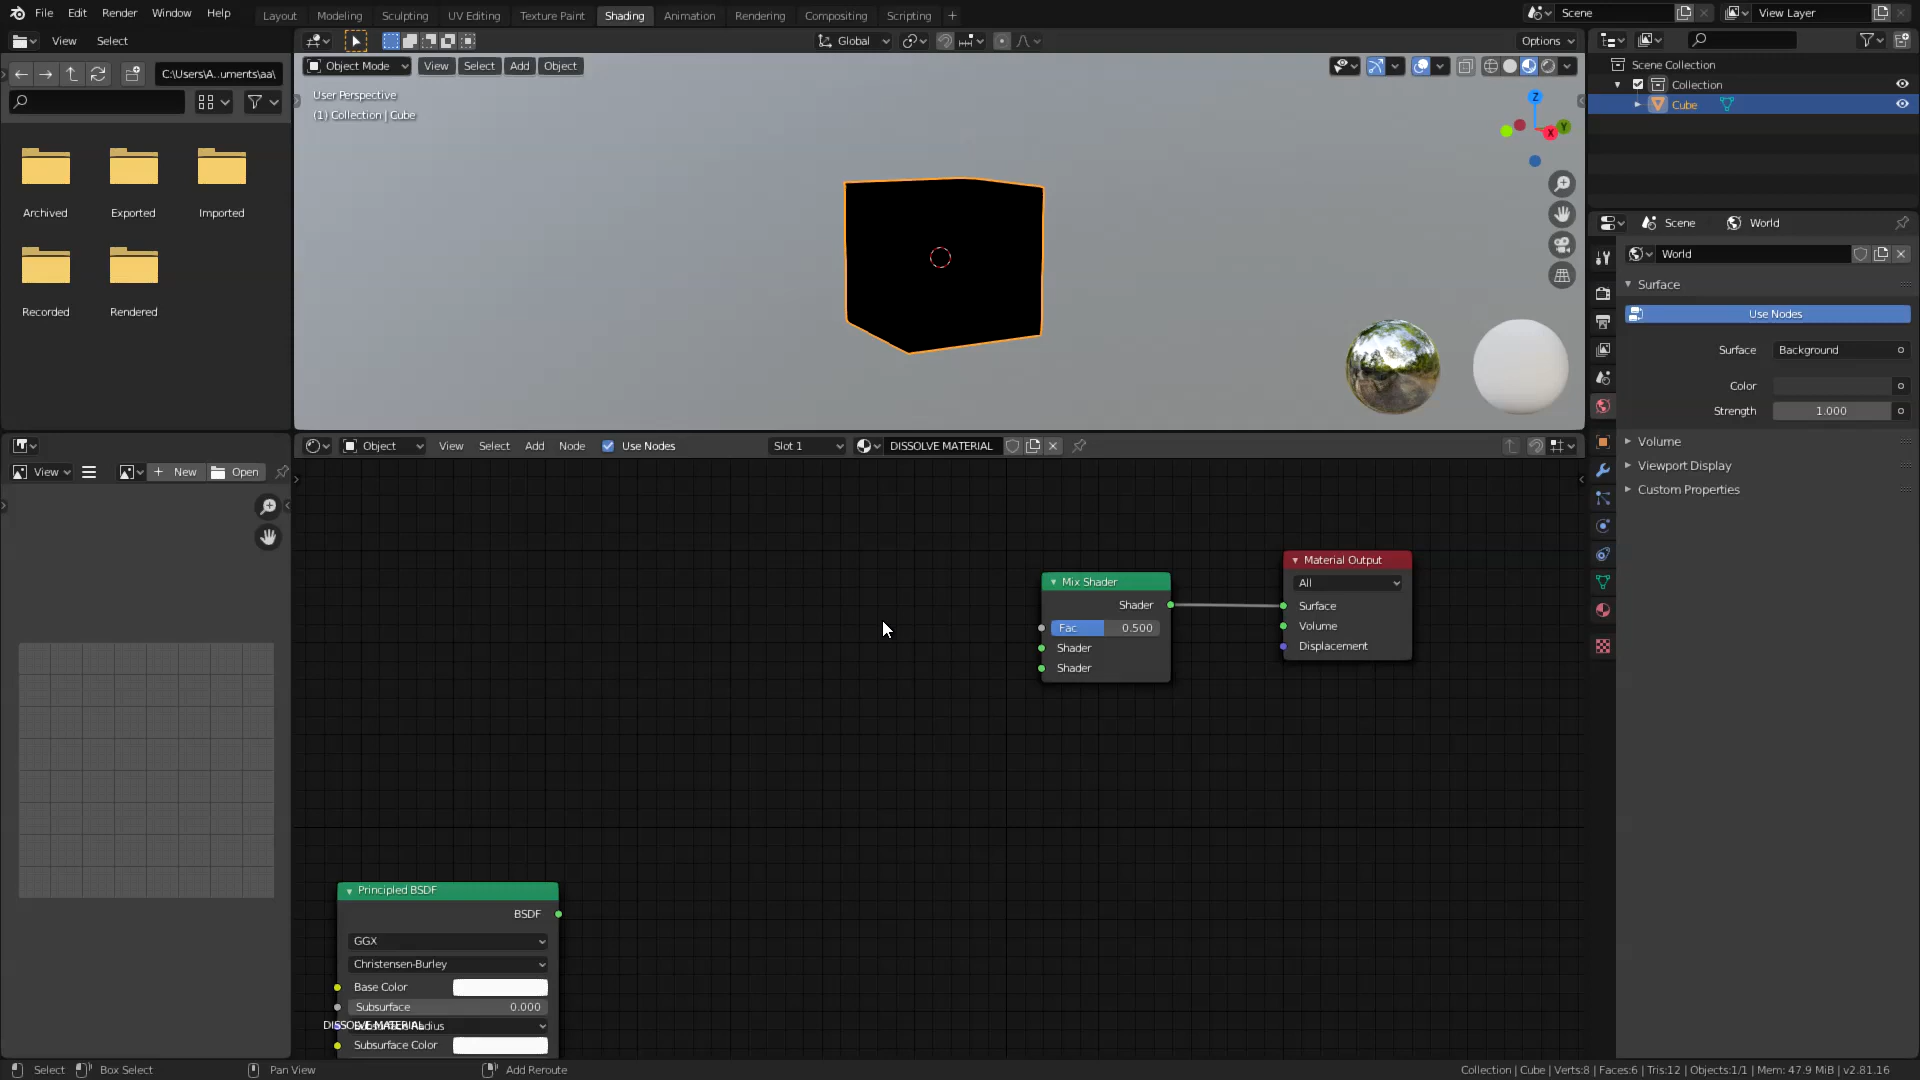 File Edit Render Window Help
Layout Modeling Sculpting UV Editing Texture Paint Shading Animation Rendering Compositing Scripting +
Scene
View Layer
View Select
Global
Options
C:\Users\A..uments\aa\
Object Mode View Select Add Object
User Perspective
(1) Collection | Cube
Z
Y
X
Archived
Exported
Imported
Recorded
Rendered
Scene Collection
Collection
Cube
Scene World
World
Surface
Use Nodes
Surface Background
Color
Strength 1.000
Volume
Viewport Display
Custom Properties
View
New
Open
Object View Select Add Node Use Nodes Slot 1 DISSOLVE MATERIAL
Mix Shader
Shader
Fac 0.500
Shader
Shader
Material Output
All
Surface
Volume
Displacement
Principled BSDF
BSDF
GGX
Christensen-Burley
Base Color
Subsurface 0.000
DISSOLVE MATERIAL
Subsurface Radius
Subsurface Color
Select Box Select Pan View Add Reroute
Collection | Cube | Verts:8 | Faces:6 | Tris:12 | Objects:1/1 | Mem: 47.9 MiB | v2.81.16